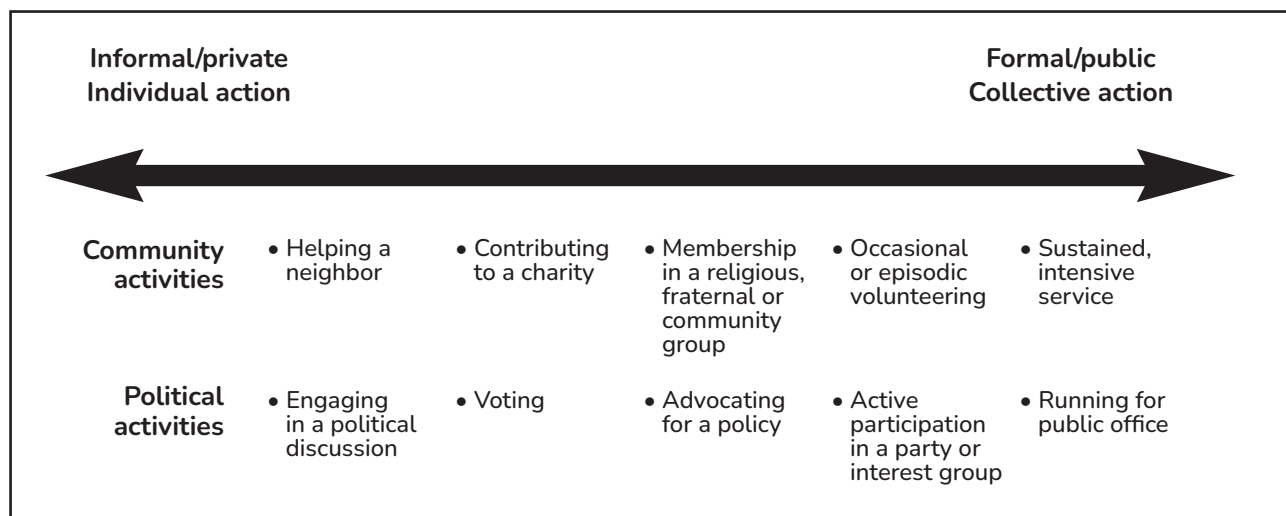 Informal/private
Individual action
Formal/public
Collective action
Community
activities
• Helping a
neighbor
• Contributing
to a charity
• Membership
in a religious,
fraternal or
community
group
• Occasional
or episodic
volunteering
• Sustained,
intensive
service
Political
activities
• Engaging
in a political
discussion
• Voting
• Advocating
for a policy
• Active
participation
in a party or
interest group
• Running for
public office